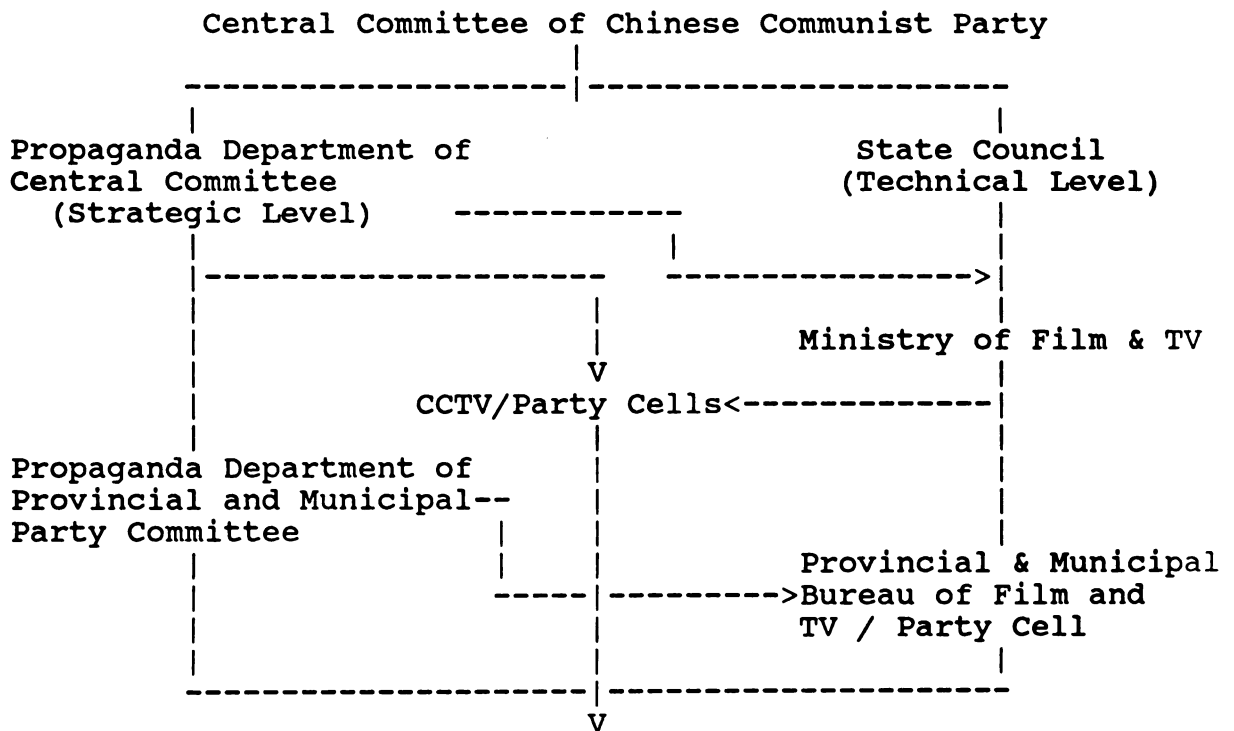 Central Committee of Chinese Communist Party
Propaganda Department of
Central Committee
(Strategic Level)
State Council
(Technical Level)
Ministry of Film & TV
CCTV/Party Cells
Propaganda Department of
Provincial and Municipal
Party Committee
Provincial & Municipal
Bureau of Film and
TV / Party Cell